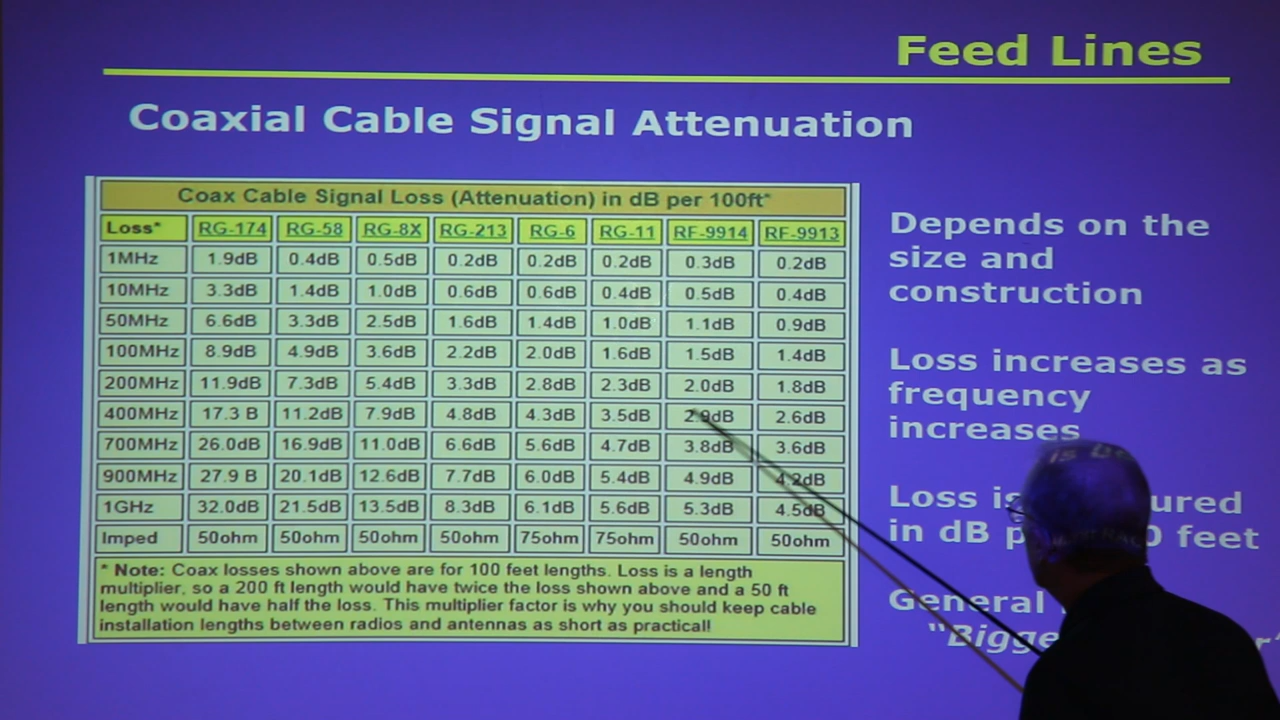 Feed Lines
Coaxial Cable Signal Attenuation
Coax Cable Signal Loss (Attenuation) in dB per 100ft*
Loss* RG-174 RG-58 RG-8X RG-213 RG-6 RG-11 RF-9914 RF-9913
1MHz 1.9dB 0.4dB 0.5dB 0.2dB 0.2dB 0.2dB 0.3dB 0.2dB
10MHz 3.3dB 1.4dB 1.0dB 0.6dB 0.6dB 0.4dB 0.5dB 0.4dB
50MHz 6.6dB 3.3dB 2.5dB 1.6dB 1.4dB 1.0dB 1.1dB 0.9dB
100MHz 8.9dB 4.9dB 3.6dB 2.2dB 2.0dB 1.6dB 1.5dB 1.4dB
200MHz 11.9dB 7.3dB 5.4dB 3.3dB 2.8dB 2.3dB 2.0dB 1.8dB
400MHz 17.3 B 11.2dB 7.9dB 4.8dB 4.3dB 3.5dB 2.9dB 2.6dB
700MHz 26.0dB 16.9dB 11.0dB 6.6dB 5.6dB 4.7dB 3.8dB 3.6dB
900MHz 27.9 B 20.1dB 12.6dB 7.7dB 6.0dB 5.4dB 4.9dB 4.2dB
1GHz 32.0dB 21.5dB 13.5dB 8.3dB 6.1dB 5.6dB 5.3dB 4.5dB
Imped 50ohm 50ohm 50ohm 50ohm 75ohm 75ohm 50ohm 50ohm
* Note: Coax losses shown above are for 100 feet lengths. Loss is a length
multiplier, so a 200 ft length would have twice the loss shown above and a 50 ft
length would have half the loss. This multiplier factor is why you should keep cable
installation lengths between radios and antennas as short as practical!
Depends on the
size and
construction
Loss increases as
frequency
increases
Loss is
in dB feet
General